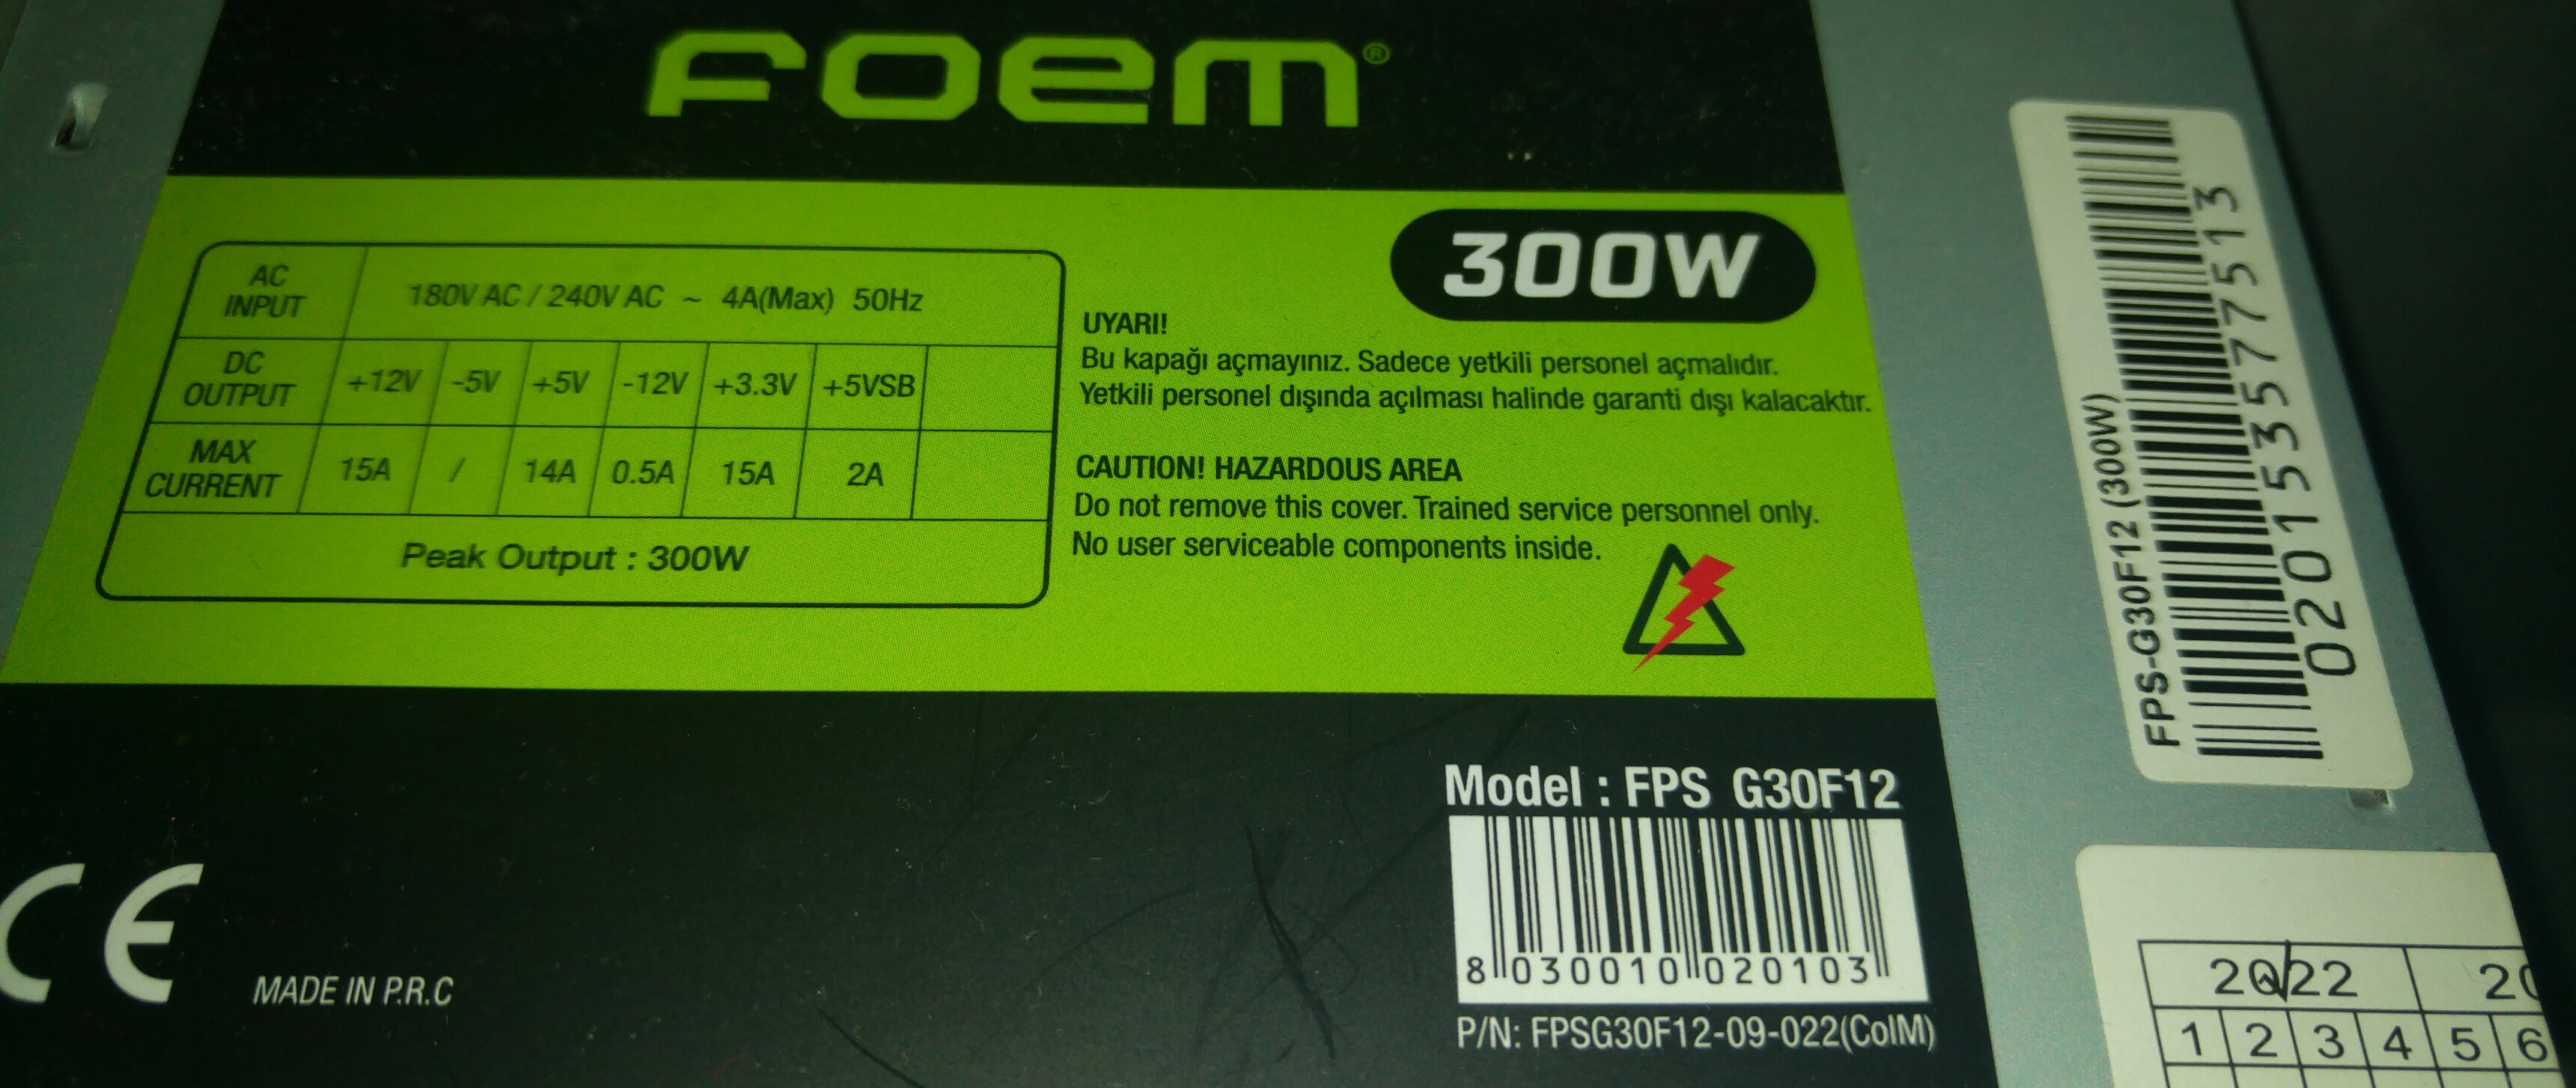 FOEM®
300W
AC INPUT 180V AC / 240V AC ~ 4A(Max) 50Hz
DC OUTPUT +12V -5V +5V -12V +3.3V +5VSB
MAX CURRENT 15A / 14A 0.5A 15A 2A
Peak Output : 300W
UYARI!
Bu kapağı açmayınız. Sadece yetkili personel açmalıdır.
Yetkili personel dışında açılması halinde garanti dışı kalacaktır.
CAUTION! HAZARDOUS AREA
Do not remove this cover. Trained service personnel only.
No user serviceable components inside.
Model : FPS G30F12
8 030010 020103
P/N: FPSG30F12-09-022(ColM)
CE
MADE IN P.R.C
FPS-G30F12 (300W)
020153577513
2022
1 2 3 4 5 6